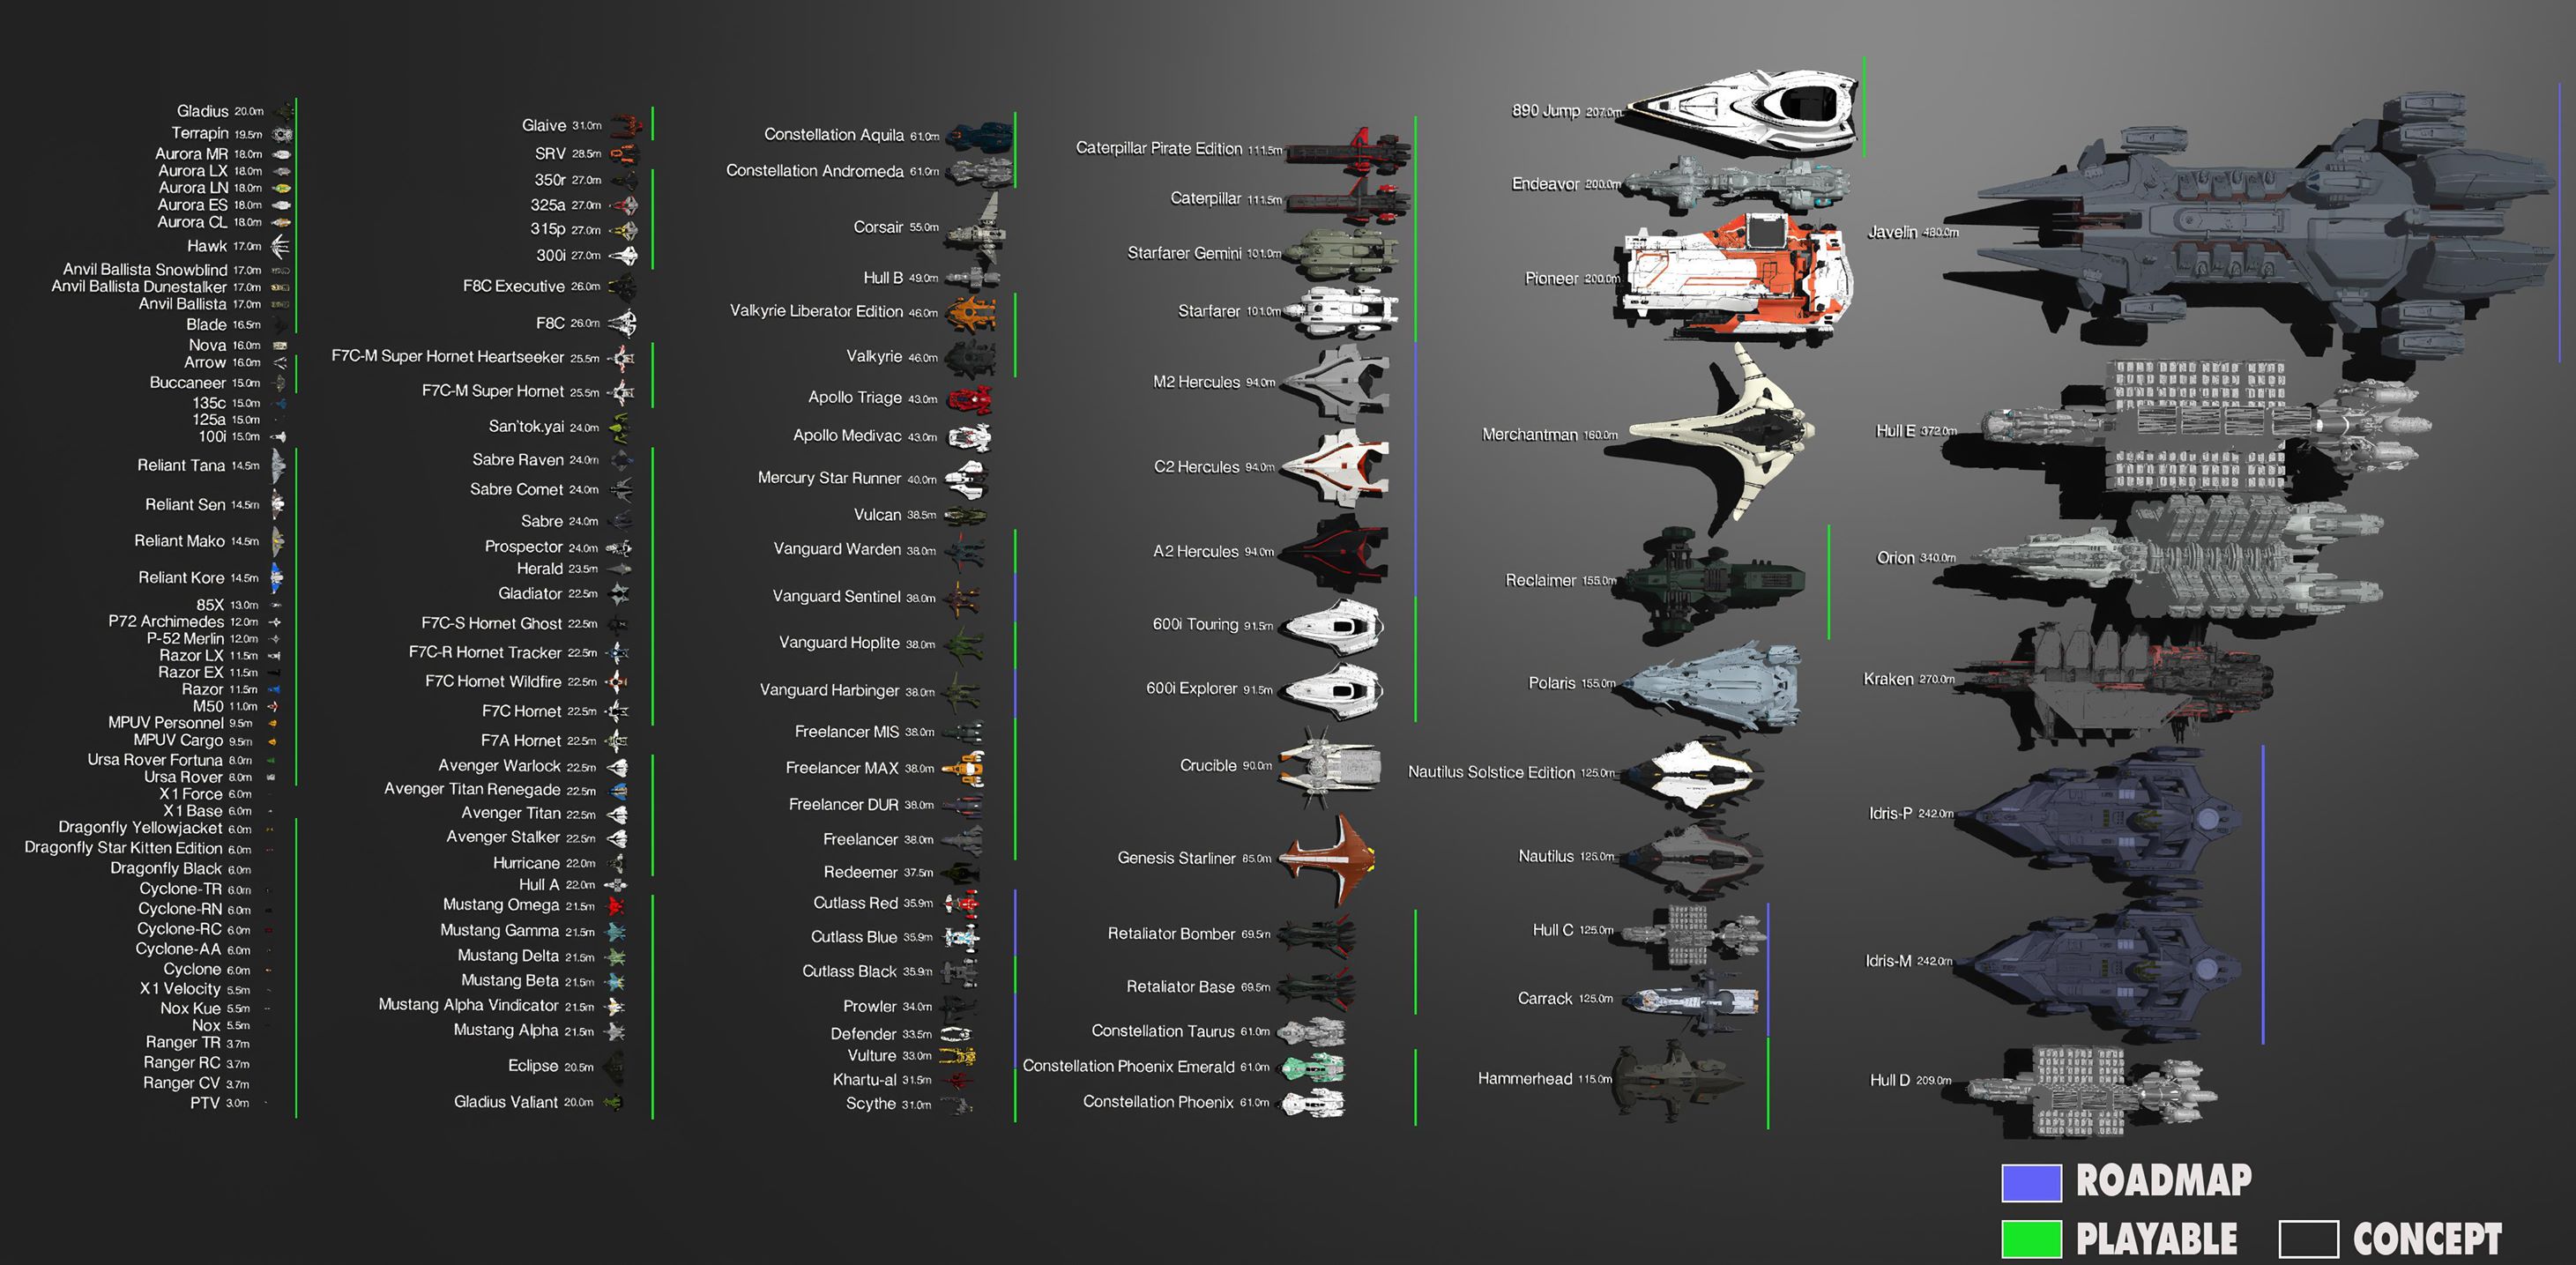 Gladius 20.0m
Terrapin 19.5m
Aurora MR 18.0m
Aurora LX 18.0m
Aurora LN 18.0m
Aurora ES 18.0m
Aurora CL 18.0m
Hawk 17.0m
Anvil Ballista Snowblind 17.0m
Anvil Ballista Dunestalker 17.0m
Anvil Ballista 17.0m
Blade 16.5m
Nova 16.0m
Arrow 16.0m
Buccaneer 15.0m
135c 15.0m
125a 15.0m
100i 15.0m
Reliant Tana 14.5m
Reliant Sen 14.5m
Reliant Mako 14.5m
Reliant Kore 14.5m
85X 13.0m
P72 Archimedes 12.0m
P-52 Merlin 12.0m
Razor LX 11.5m
Razor EX 11.5m
Razor 11.5m
M50 11.0m
MPUV Personnel 9.5m
MPUV Cargo 9.5m
Ursa Rover Fortuna 8.0m
Ursa Rover 8.0m
X1 Force 6.0m
X1 Base 6.0m
Dragonfly Yellowjacket 6.0m
Dragonfly Star Kitten Edition 6.0m
Dragonfly Black 6.0m
Cyclone-TR 6.0m
Cyclone-RN 6.0m
Cyclone-RC 6.0m
Cyclone-AA 6.0m
Cyclone 6.0m
X1 Velocity 5.5m
Nox Kue 5.5m
Nox 5.5m
Ranger TR 3.7m
Ranger RC 3.7m
Ranger CV 3.7m
PTV 3.0m
Glaive 31.0m
SRV 28.5m
350r 27.0m
325a 27.0m
315p 27.0m
300i 27.0m
F8C Executive 26.0m
F8C 26.0m
F7C-M Super Hornet Heartseeker 25.5m
F7C-M Super Hornet 25.5m
San'tok.yai 24.0m
Sabre Raven 24.0m
Sabre Comet 24.0m
Sabre 24.0m
Prospector 24.0m
Herald 23.5m
Gladiator 22.5m
F7C-S Hornet Ghost 22.5m
F7C-R Hornet Tracker 22.5m
F7C Hornet Wildfire 22.5m
F7C Hornet 22.5m
F7A Hornet 22.5m
Avenger Warlock 22.5m
Avenger Titan Renegade 22.5m
Avenger Titan 22.5m
Avenger Stalker 22.5m
Hurricane 22.0m
Hull A 22.0m
Mustang Omega 21.5m
Mustang Gamma 21.5m
Mustang Delta 21.5m
Mustang Beta 21.5m
Mustang Alpha Vindicator 21.5m
Mustang Alpha 21.5m
Eclipse 20.5m
Gladius Valiant 20.0m
Constellation Aquila 61.0m
Constellation Andromeda 61.0m
Corsair 55.0m
Hull B 49.0m
Valkyrie Liberator Edition 46.0m
Valkyrie 46.0m
Apollo Triage 43.0m
Apollo Medivac 43.0m
Mercury Star Runner 40.0m
Vulcan 38.5m
Vanguard Warden 38.0m
Vanguard Sentinel 38.0m
Vanguard Hoplite 38.0m
Vanguard Harbinger 38.0m
Freelancer MIS 38.0m
Freelancer MAX 38.0m
Freelancer DUR 38.0m
Freelancer 38.0m
Redeemer 37.5m
Cutlass Red 35.9m
Cutlass Blue 35.9m
Cutlass Black 35.9m
Prowler 34.0m
Defender 33.5m
Vulture 33.0m
Khartu-al 31.5m
Scythe 31.0m
Caterpillar Pirate Edition 111.5m
Caterpillar 111.5m
Starfarer Gemini 101.0m
Starfarer 101.0m
M2 Hercules 94.0m
C2 Hercules 94.0m
A2 Hercules 94.0m
600i Touring 91.5m
600i Explorer 91.5m
Crucible 90.0m
Genesis Starliner 85.0m
Retaliator Bomber 69.5m
Retaliator Base 69.5m
Constellation Taurus 61.0m
Constellation Phoenix Emerald 61.0m
Constellation Phoenix 61.0m
890 Jump 207.0m
Endeavor 200.0m
Pioneer 200.0m
Merchantman 160.0m
Reclaimer 155.0m
Polaris 155.0m
Nautilus Solstice Edition 125.0m
Nautilus 125.0m
Hull C 125.0m
Carrack 125.0m
Hammerhead 115.0m
Javelin 480.0m
Hull E 372.0m
Orion 340.0m
Kraken 270.0m
Idris-P 242.0m
Idris-M 242.0m
Hull D 209.0m
ROADMAP
PLAYABLE
CONCEPT